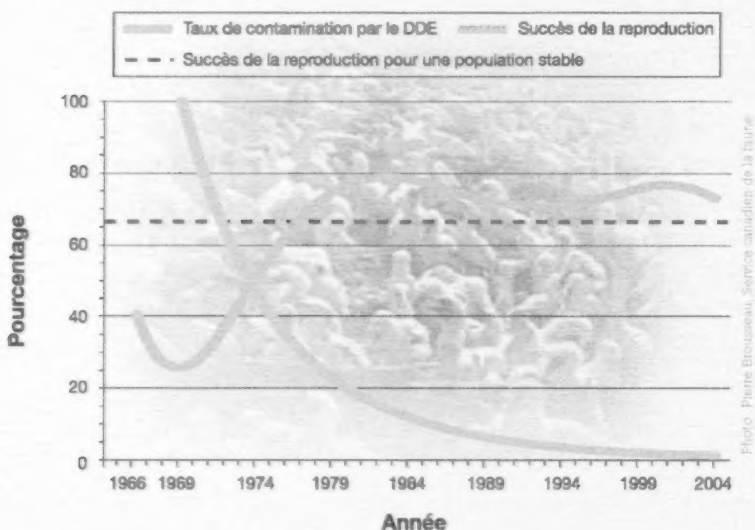 Taux de contamination par le DDE Succès de la reproduction
Succès de la reproduction pour une population stable
100
80
60
40
20
0
Pourcentage
1966 1969 1974 1979 1984 1989 1994 1999 2004
Année
Photo : Pierre Brousseau, Service canadien de la faune